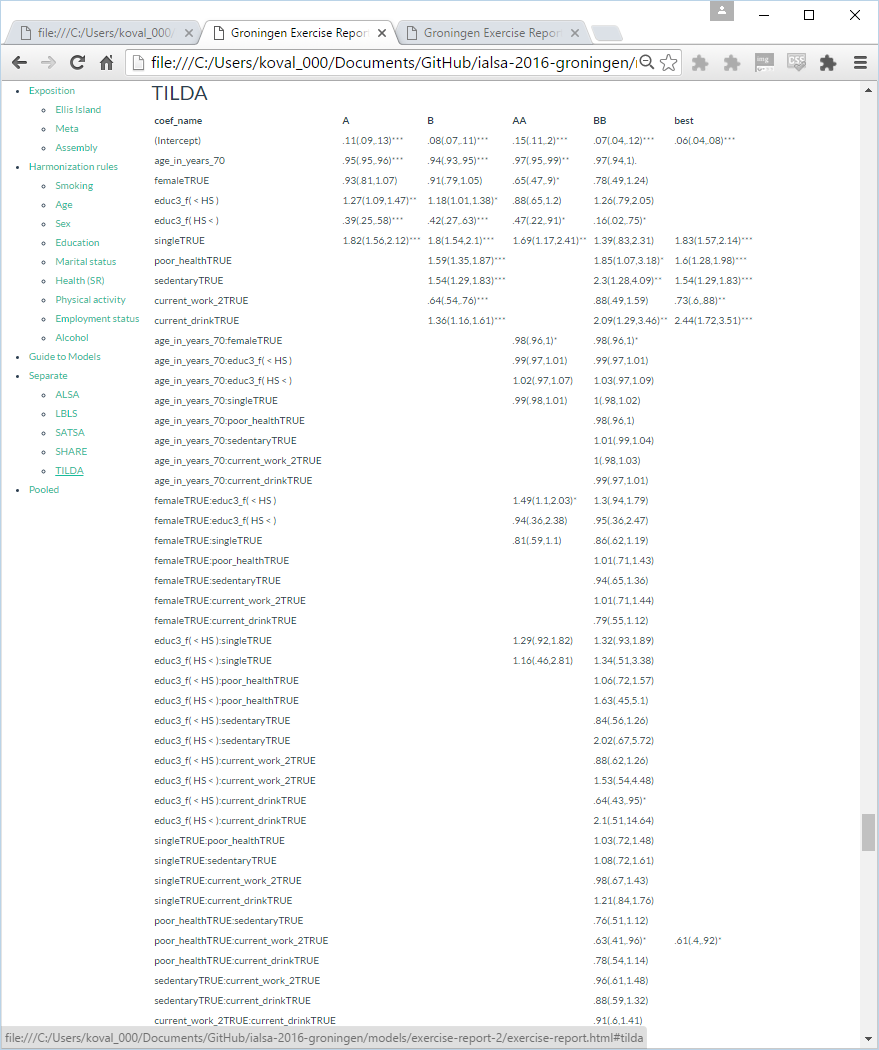 file:///C:/Users/koval_000/
Groningen Exercise Repor
Groningen Exercise Repor
file:///C:/Users/koval_000/Documents/GitHub/ialsa-2016-groningen/
Exposition
Ellis Island
Meta
Assembly
Harmonization rules
Smoking
Age
Sex
Education
Marital status
Health (SR)
Physical activity
Employment status
Alcohol
Guide to Models
Separate
ALSA
LBLS
SATSA
SHARE
TILDA
Pooled
TILDA
coef_name A B AA BB best
(Intercept) .11(.09,.13)*** .08(.07,.11)*** .15(.11,.2)*** .07(.04,.12)*** .06(.04,.08)***
age_in_years_70 .95(.95,.96)*** .94(.93,.95)*** .97(.95,.99)** .97(.94,1).
femaleTRUE .93(.81,1.07) .91(.79,1.05) .65(.47,.9)* .78(.49,1.24)
educ3_f( < HS ) 1.27(1.09,1.47)** 1.18(1.01,1.38)* .88(.65,1.2) 1.26(.79,2.05)
educ3_f( HS < ) .39(.25,.58)*** .42(.27,.63)*** .47(.22,.91)* .16(.02,.75)*
singleTRUE 1.82(1.56,2.12)*** 1.8(1.54,2.1)*** 1.69(1.17,2.41)** 1.39(.83,2.31) 1.83(1.57,2.14)***
poor_healthTRUE 1.59(1.35,1.87)*** 1.85(1.07,3.18)* 1.6(1.28,1.98)***
sedentaryTRUE 1.54(1.29,1.83)*** 2.3(1.28,4.09)** 1.54(1.29,1.83)***
current_work_2TRUE .64(.54,.76)*** .88(.49,1.59) .73(.6,.88)**
current_drinkTRUE 1.36(1.16,1.61)*** 2.09(1.29,3.46)** 2.44(1.72,3.51)***
age_in_years_70:femaleTRUE .98(.96,1)* .98(.96,1)*
age_in_years_70:educ3_f( < HS ) .99(.97,1.01) .99(.97,1.01)
age_in_years_70:educ3_f( HS < ) 1.02(.97,1.07) 1.03(.97,1.09)
age_in_years_70:singleTRUE .99(.98,1.01) 1(.98,1.02)
age_in_years_70:poor_healthTRUE .98(.96,1)
age_in_years_70:sedentaryTRUE 1.01(.99,1.04)
age_in_years_70:current_work_2TRUE 1(.98,1.03)
age_in_years_70:current_drinkTRUE .99(.97,1.01)
femaleTRUE:educ3_f( < HS ) 1.49(1.1,2.03)* 1.3(.94,1.79)
femaleTRUE:educ3_f( HS < ) .94(.36,2.38) .95(.36,2.47)
femaleTRUE:singleTRUE .81(.59,1.1) .86(.62,1.19)
femaleTRUE:poor_healthTRUE 1.01(.71,1.43)
femaleTRUE:sedentaryTRUE .94(.65,1.36)
femaleTRUE:current_work_2TRUE 1.01(.71,1.44)
femaleTRUE:current_drinkTRUE .79(.55,1.12)
educ3_f( < HS ):singleTRUE 1.29(.92,1.82) 1.32(.93,1.89)
educ3_f( HS < ):singleTRUE 1.16(.46,2.81) 1.34(.51,3.38)
educ3_f( < HS ):poor_healthTRUE 1.06(.72,1.57)
educ3_f( HS < ):poor_healthTRUE 1.63(.45,5.1)
educ3_f( < HS ):sedentaryTRUE .84(.56,1.26)
educ3_f( HS < ):sedentaryTRUE 2.02(.67,5.72)
educ3_f( < HS ):current_work_2TRUE .88(.62,1.26)
educ3_f( HS < ):current_work_2TRUE 1.53(.54,4.48)
educ3_f( < HS ):current_drinkTRUE .64(.43,.95)*
educ3_f( HS < ):current_drinkTRUE 2.1(.51,14.64)
singleTRUE:poor_healthTRUE 1.03(.72,1.48)
singleTRUE:sedentaryTRUE 1.08(.72,1.61)
singleTRUE:current_work_2TRUE .98(.67,1.43)
singleTRUE:current_drinkTRUE 1.21(.84,1.76)
poor_healthTRUE:sedentaryTRUE .76(.51,1.12)
poor_healthTRUE:current_work_2TRUE .63(.41,.96)* .61(.4,.92)*
poor_healthTRUE:current_drinkTRUE .78(.54,1.14)
sedentaryTRUE:current_work_2TRUE .96(.61,1.48)
sedentaryTRUE:current_drinkTRUE .88(.59,1.32)
current_work_2TRUE:current_drinkTRUE .91(.6,1.41)
file:///C:/Users/koval_000/Documents/GitHub/ialsa-2016-groningen/models/exercise-report-2/exercise-report.html#tilda